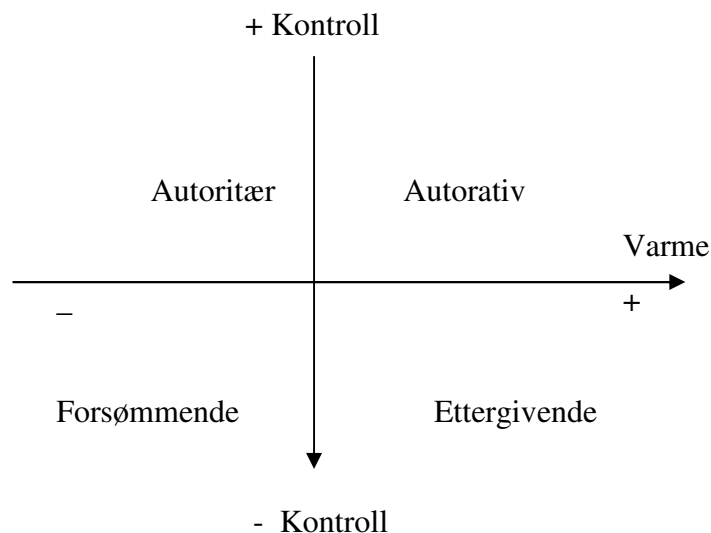 + Kontroll
Autoritær Autorativ
Varme
– +
Forsømmende Ettergivende
- Kontroll